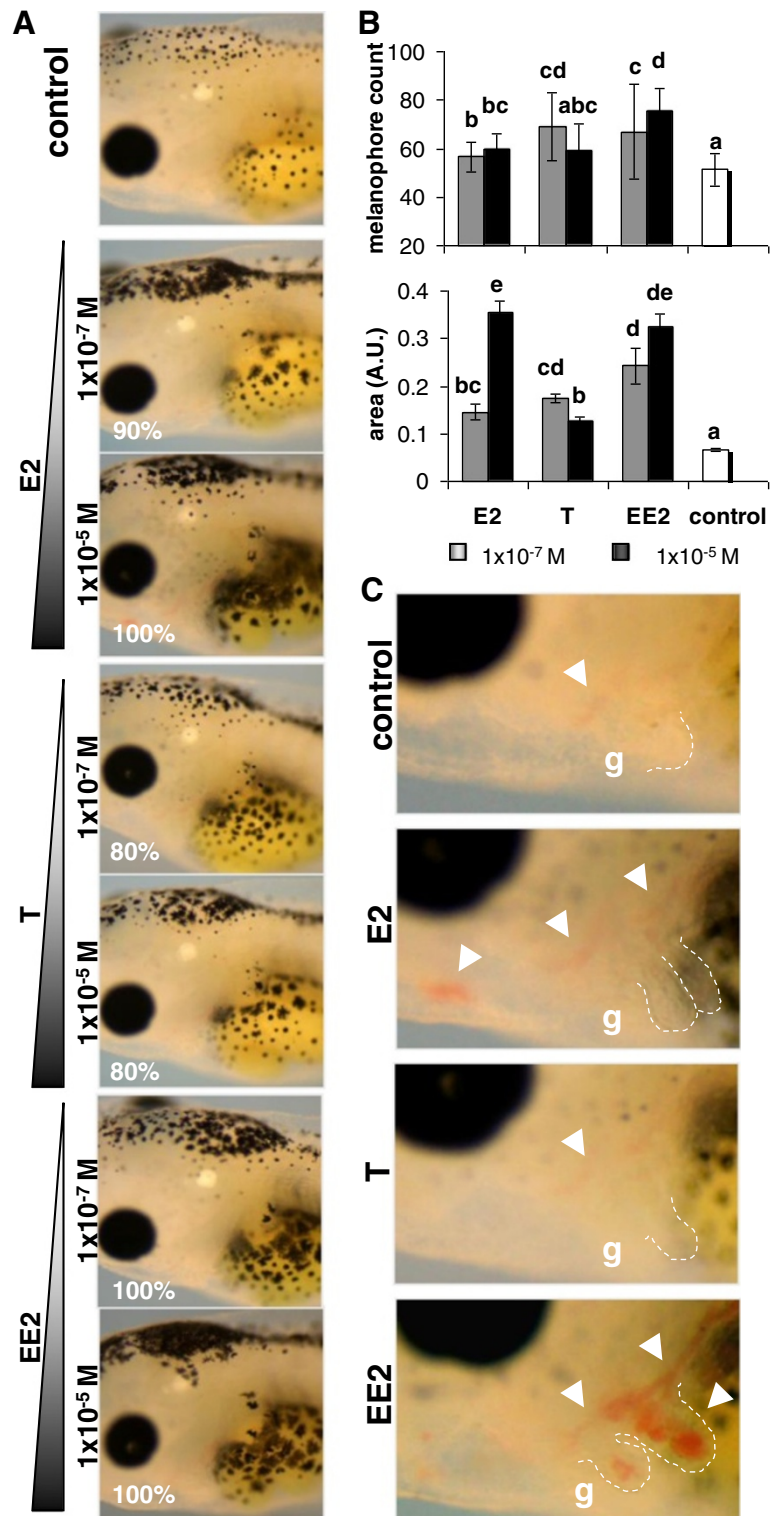 A
control
E2
1x10⁻⁷ M
90%
1x10⁻⁵ M
100%
T
1x10⁻⁷ M
80%
1x10⁻⁵ M
80%
EE2
1x10⁻⁷ M
100%
1x10⁻⁵ M
100%
B
melanophore count
100
80
60
40
20
b
bc
cd
abc
c
d
a
area (A.U.)
0.4
0.3
0.2
0.1
0
bc
e
cd
b
d
de
a
E2 T EE2 control
1x10⁻⁷ M 1x10⁻⁵ M
C
control
g
E2
g
T
g
EE2
g